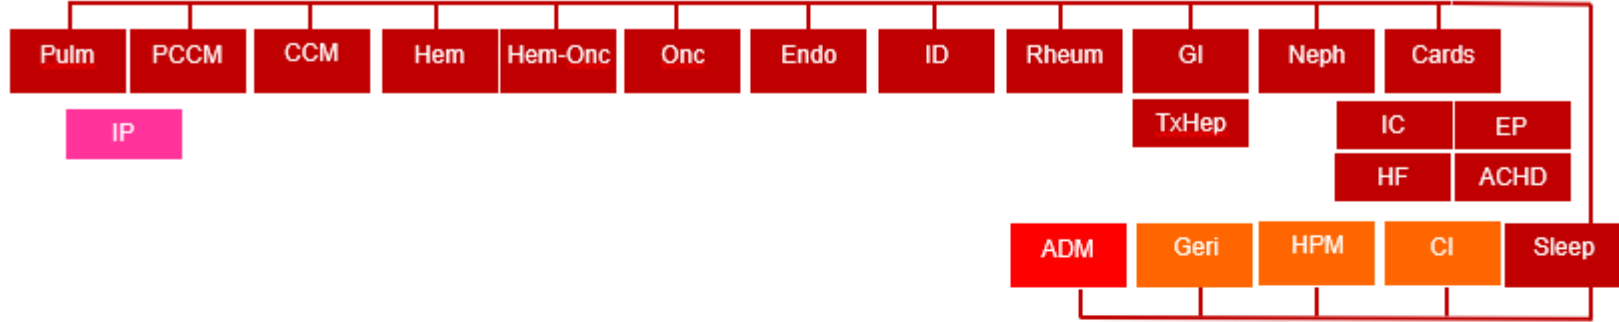 Pulm PCCM CCM Hem Hem-Onc Onc Endo ID Rheum GI Neph Cards
IP TxHep IC EP
HF ACHD
ADM Geri HPM CI Sleep